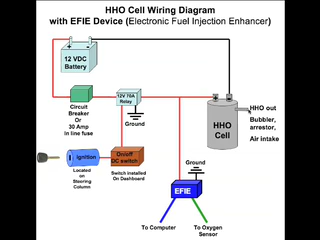 HHO Cell Wiring Diagram
with EFIE Device (Electronic Fuel Injection Enhancer)
12 VDC
Battery
Circuit
Breaker
Or
30 Amp
In line fuse
12V 70A
Relay
Ground
HHO
Cell
HHO out
Bubbler,
arrestor,
Air intake
Ignition
Located
on
Steering
Column
On/off
DC switch
Switch installed
On Dashboard
Ground
EFIE
To Computer
To Oxygen
Sensor